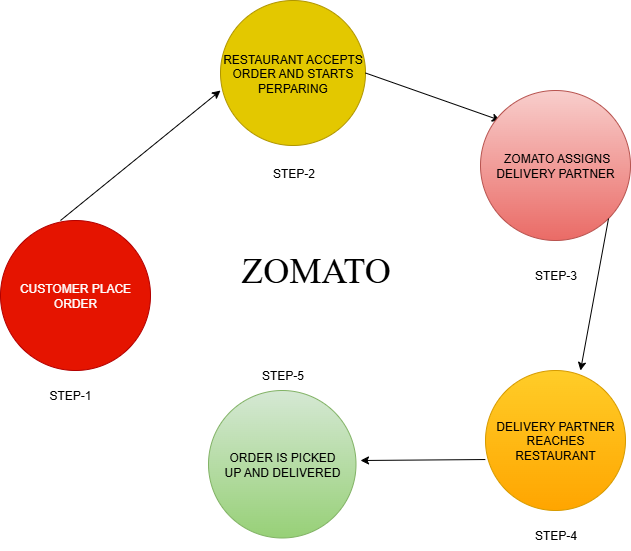 RESTAURANT ACCEPTS
ORDER AND STARTS
PERPARING
STEP-2
ZOMATO ASSIGNS
DELIVERY PARTNER
STEP-3
ZOMATO
CUSTOMER PLACE
ORDER
STEP-1
STEP-5
ORDER IS PICKED
UP AND DELIVERED
DELIVERY PARTNER
REACHES
RESTAURANT
STEP-4